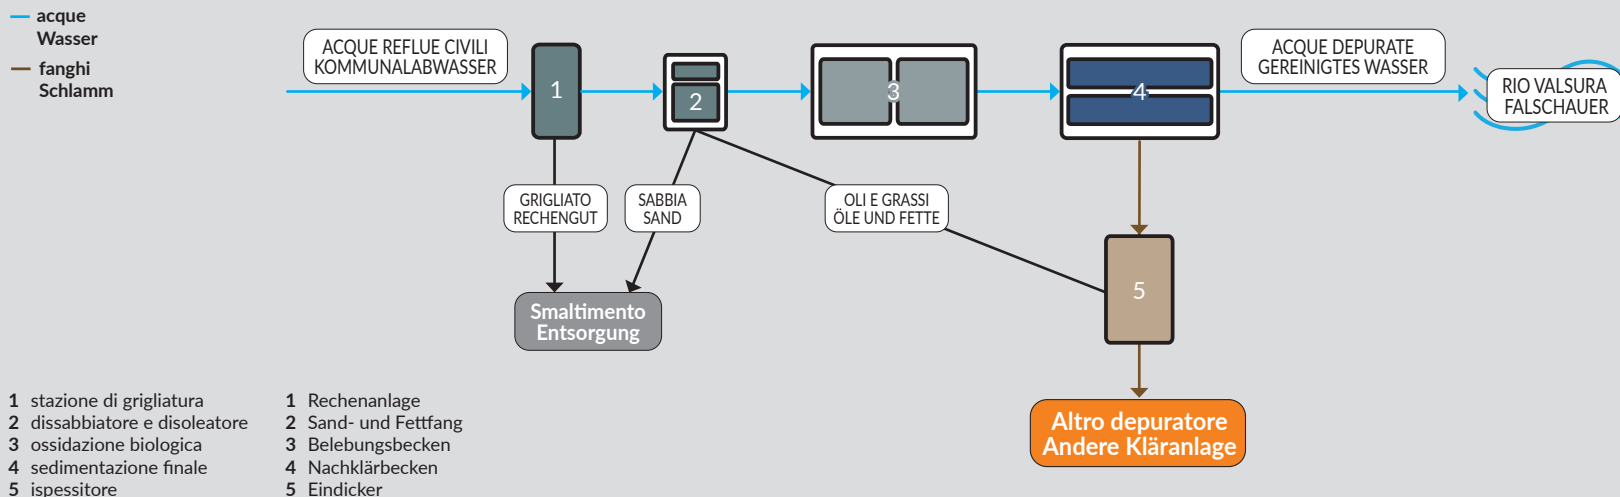 acque
Wasser
fanghi
Schlamm
ACQUE REFLUE CIVILI
KOMMUNALABWASSER
1
2
3
4
ACQUE DEPURATE
GEREINIGTES WASSER
RIO VALSURA
FALSCHAUER
GRIGLIATO
RECHENGUT
SABBIA
SAND
OLI E GRASSI
ÖLE UND FETTE
5
Smaltimento
Entsorgung
Altro depuratore
Andere Kläranlage
1 stazione di grigliatura
2 dissabbiatore e disoleatore
3 ossidazione biologica
4 sedimentazione finale
5 ispessitore
1 Rechenanlage
2 Sand- und Fettfang
3 Belebungsbecken
4 Nachklärbecken
5 Eindicker